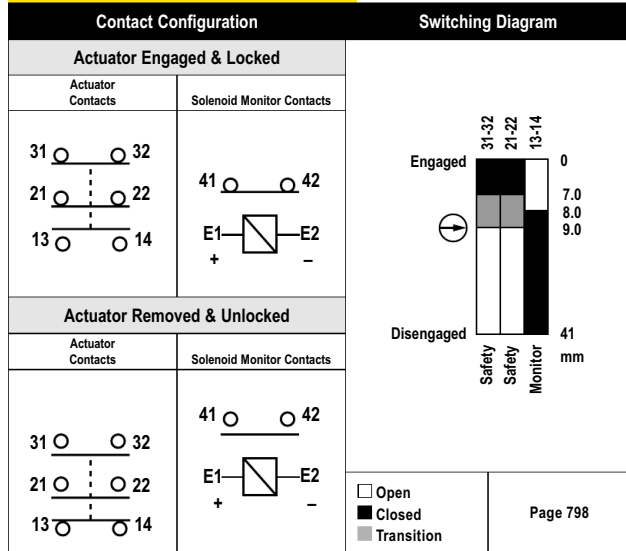 Contact Configuration
Actuator Engaged & Locked
Actuator
Contacts
Solenoid Monitor Contacts
31 32
21 22
13 14
41 42
E1 E2
+ –
Actuator Removed & Unlocked
Actuator
Contacts
Solenoid Monitor Contacts
31 32
21 22
13 14
41 42
E1 E2
+ –
Switching Diagram
31-32
21-22
13-14
Engaged
0
7.0
8.0
9.0
Disengaged
41
mm
Safety
Safety
Monitor
Open
Closed
Transition
Page 798